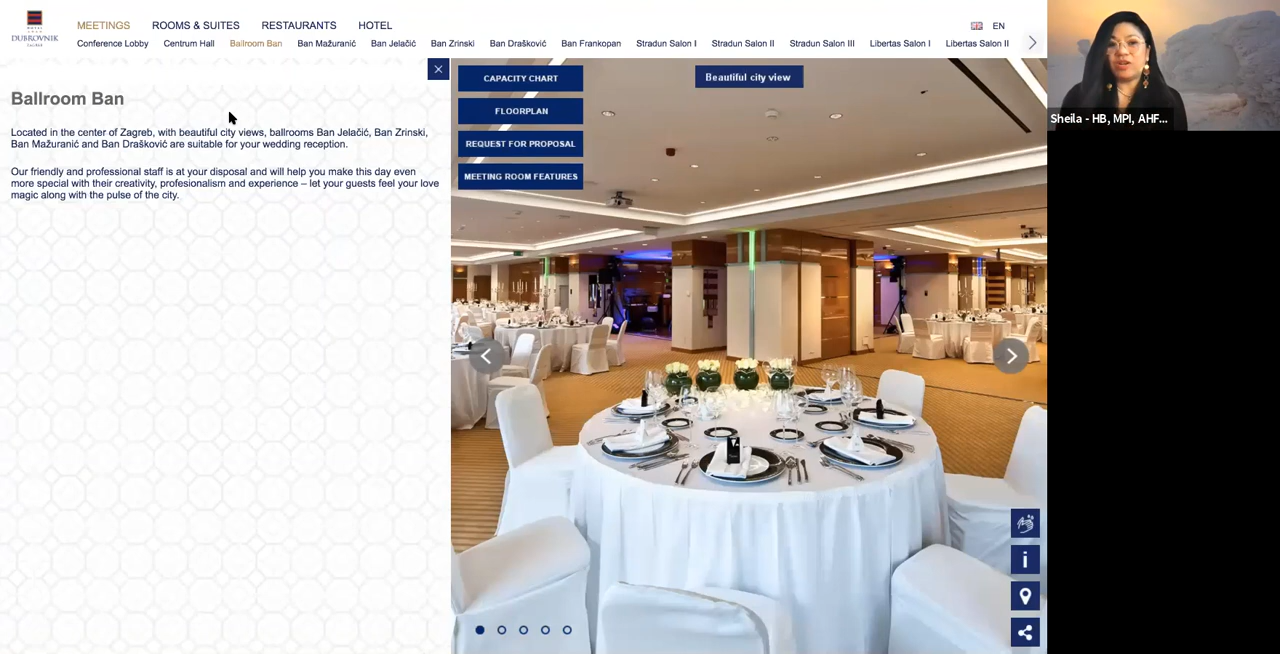 DUBROVNIK
ZAGREB
MEETINGS ROOMS & SUITES RESTAURANTS HOTEL EN
Conference Lobby Centrum Hall Ballroom Ban Ban Mažuranić Ban Jelačić Ban Zrinski Ban Drašković Ban Frankopan Stradun Salon I Stradun Salon II Stradun Salon III Libertas Salon I Libertas Salon II
Ballroom Ban
Located in the center of Zagreb, with beautiful city views, ballrooms Ban Jelačić, Ban Zrinski,
Ban Mažuranić and Ban Drašković are suitable for your wedding reception.
Our friendly and professional staff is at your disposal and will help you make this day even
more special with their creativity, profesionalism and experience – let your guests feel your love
magic along with the pulse of the city.
CAPACITY CHART
FLOORPLAN
REQUEST FOR PROPOSAL
MEETING ROOM FEATURES
Beautiful city view
i
Sheila - HB, MPI, AHF...